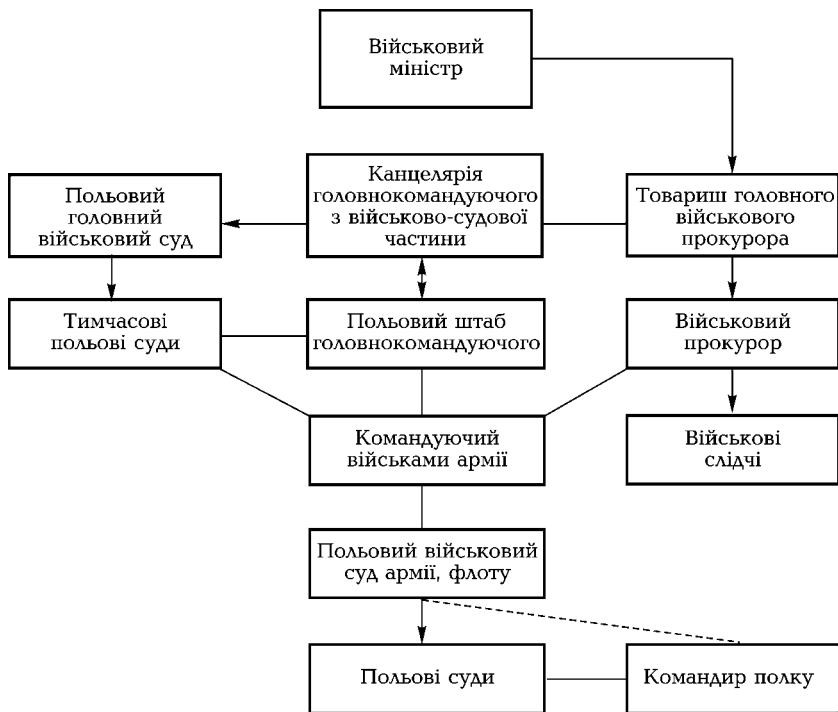 Військовий
міністр
Польовий
головний
військовий суд
Канцелярія
головнокомандуючого
з військово-судової
частини
Товариш головного
військового
прокурора
Тимчасові
польові суди
Польовий штаб
головнокомандуючого
Військовий
прокурор
Командуючий
військами армії
Військові
слідчі
Польовий військовий
суд армії, флоту
Польові суди
Командир полку